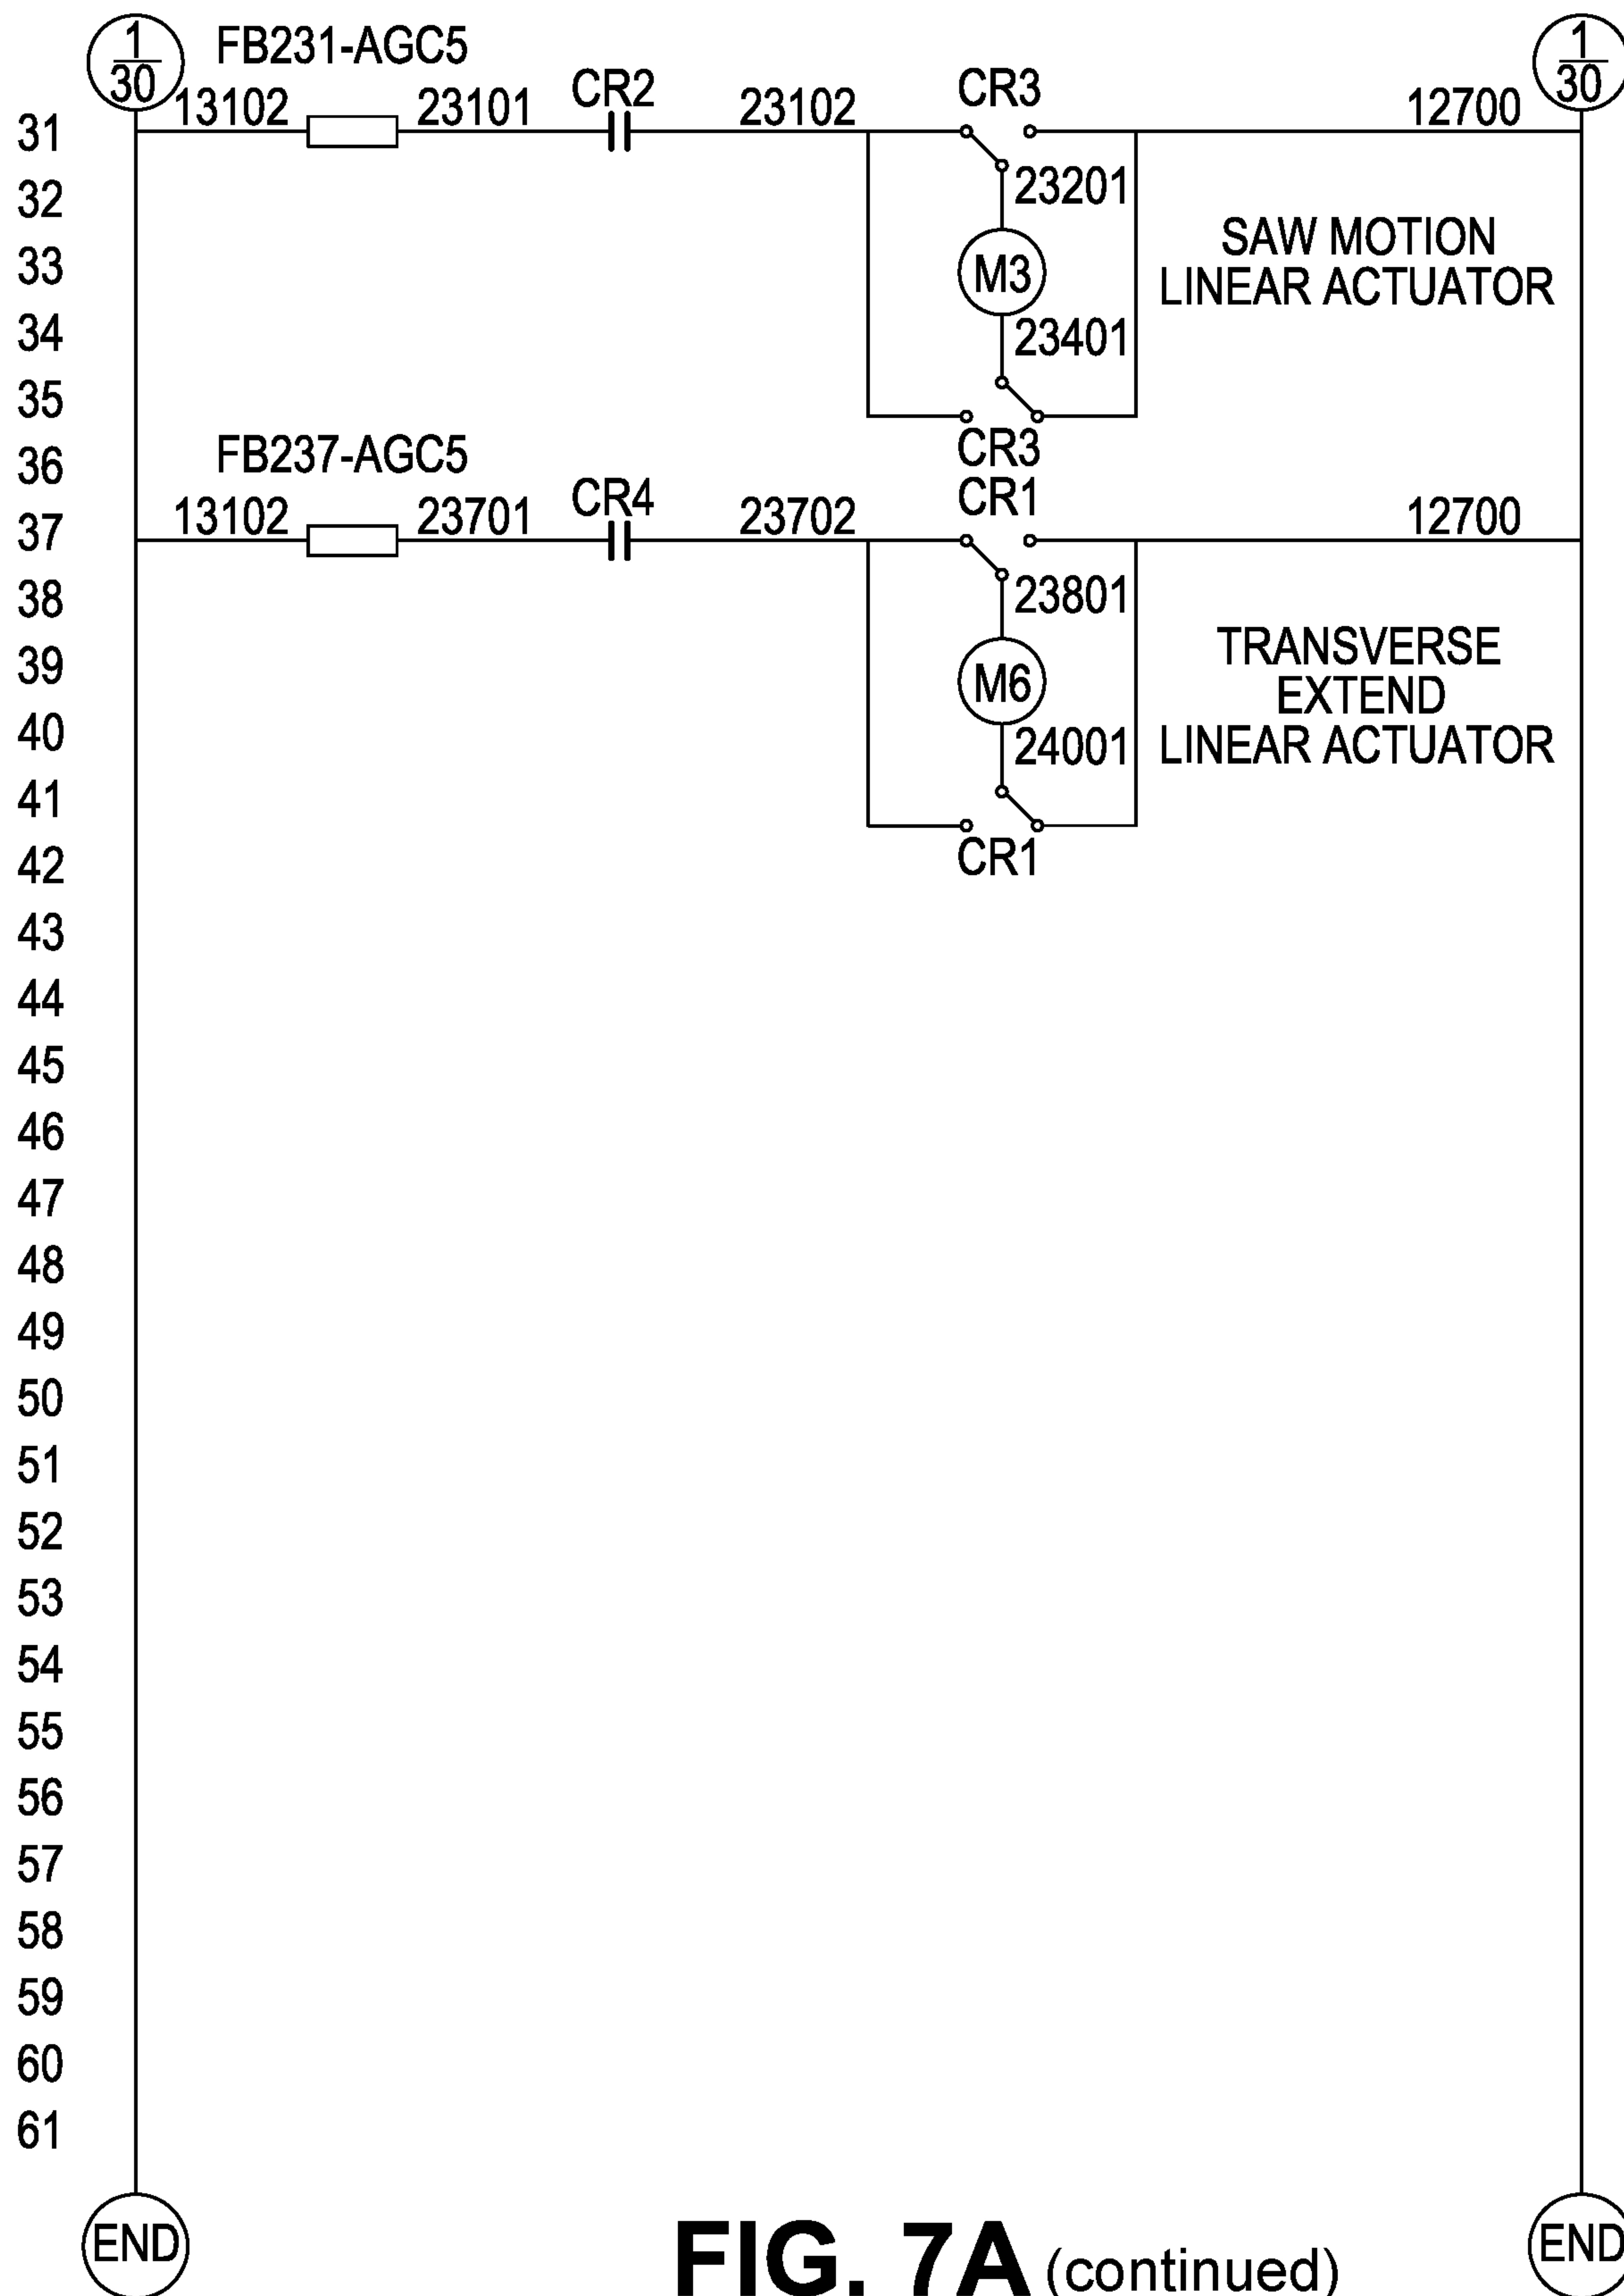 1
30
FB231-AGC5
1
30
31
13102
23101
CR2
23102
CR3
12700
32
23201
33
M3
SAW MOTION
LINEAR ACTUATOR
34
23401
35
CR3
36
FB237-AGC5
37
13102
23701
CR4
23702
CR1
12700
38
23801
39
M6
TRANSVERSE
EXTEND
LINEAR ACTUATOR
40
24001
41
CR1
42
43
44
45
46
47
48
49
50
51
52
53
54
55
56
57
58
59
60
61
END
FIG. 7A (continued)
END